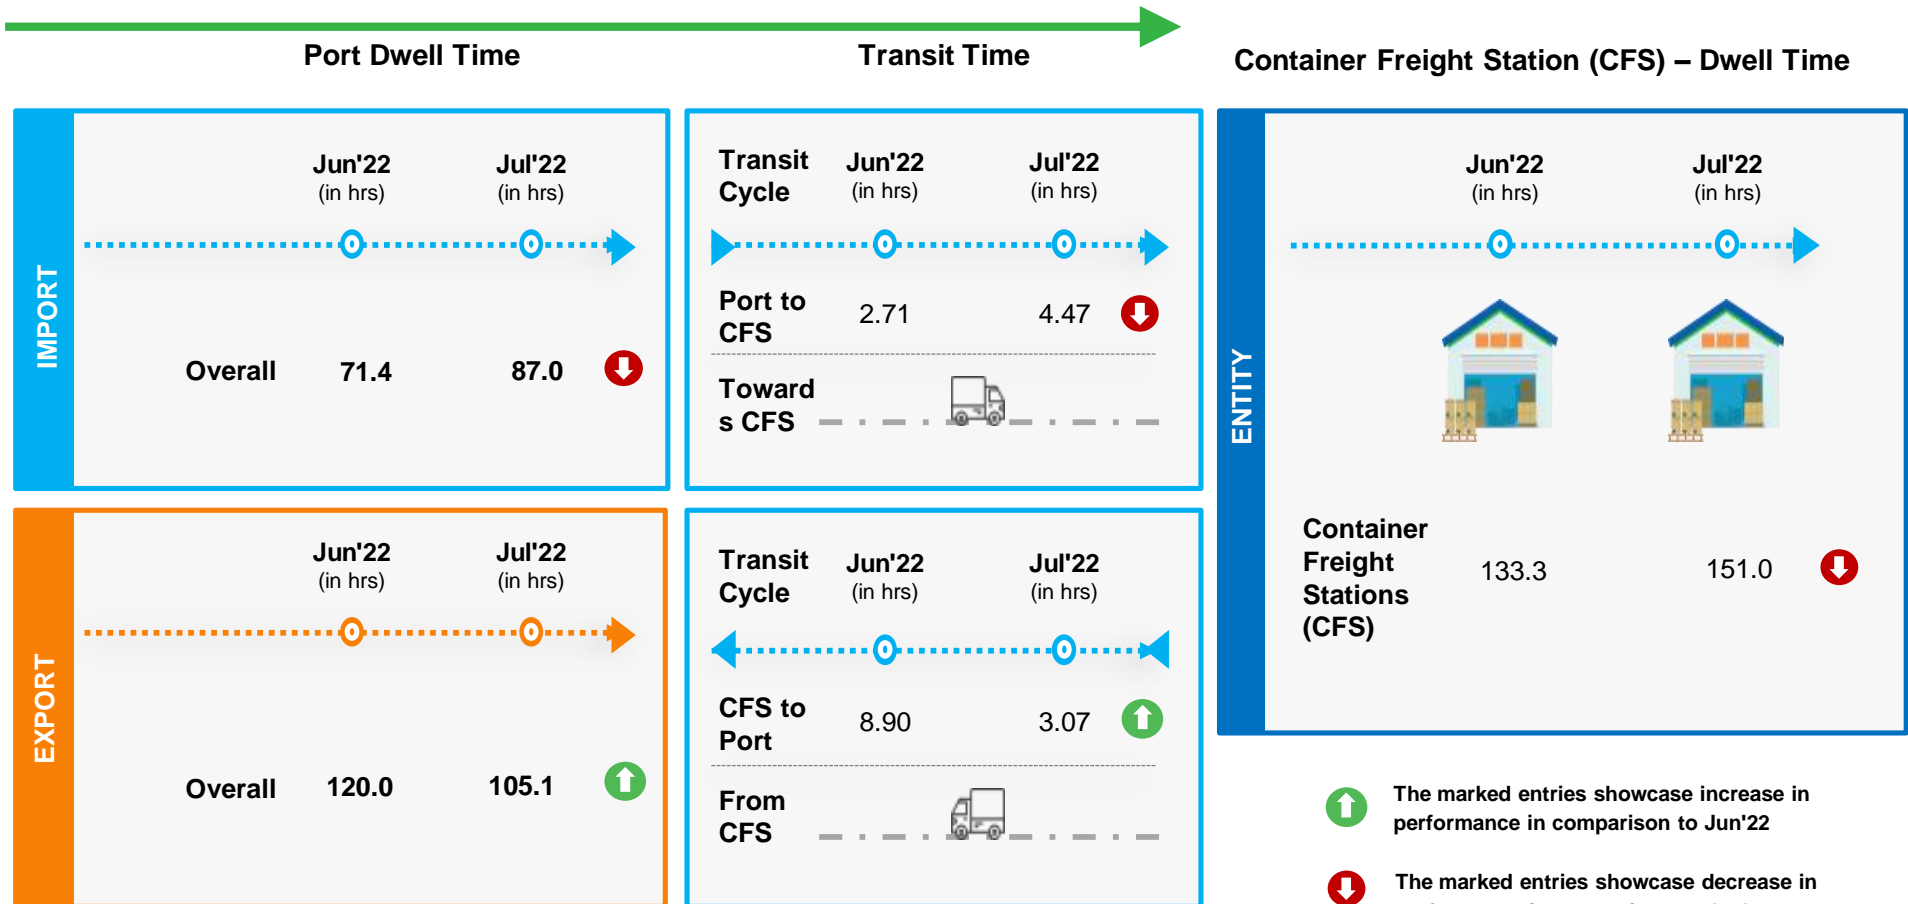 Port Dwell Time
Transit Time
Container Freight Station (CFS) – Dwell Time
IMPORT
Jun'22
(in hrs)
Jul'22
(in hrs)
Overall 71.4 87.0
Transit
Cycle
Jun'22
(in hrs)
Jul'22
(in hrs)
Port to
CFS
2.71 4.47
Toward
s CFS
EXPORT
Jun'22
(in hrs)
Jul'22
(in hrs)
Overall 120.0 105.1
Transit
Cycle
Jun'22
(in hrs)
Jul'22
(in hrs)
CFS to
Port
8.90 3.07
From
CFS
ENTITY
Jun'22
(in hrs)
Jul'22
(in hrs)
Container
Freight
Stations
(CFS)
133.3 151.0
The marked entries showcase increase in
performance in comparison to Jun'22
The marked entries showcase decrease in